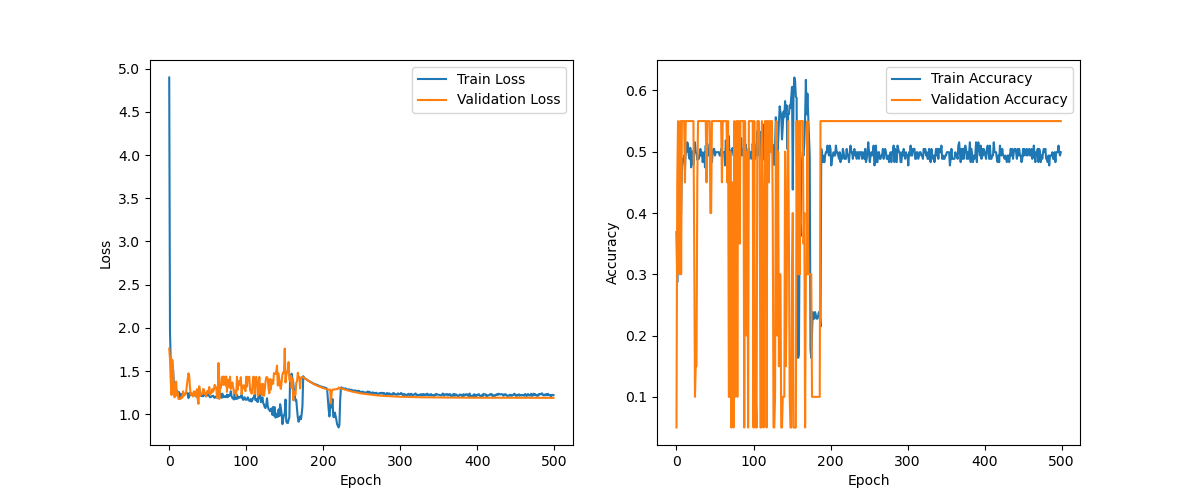 5.0
4.5
4.0
3.5
3.0
2.5
2.0
1.5
1.0
Loss
0 100 200 300 400 500
Epoch
Train Loss
Validation Loss
0.6
0.5
0.4
0.3
0.2
0.1
Accuracy
0 100 200 300 400 500
Epoch
Train Accuracy
Validation Accuracy